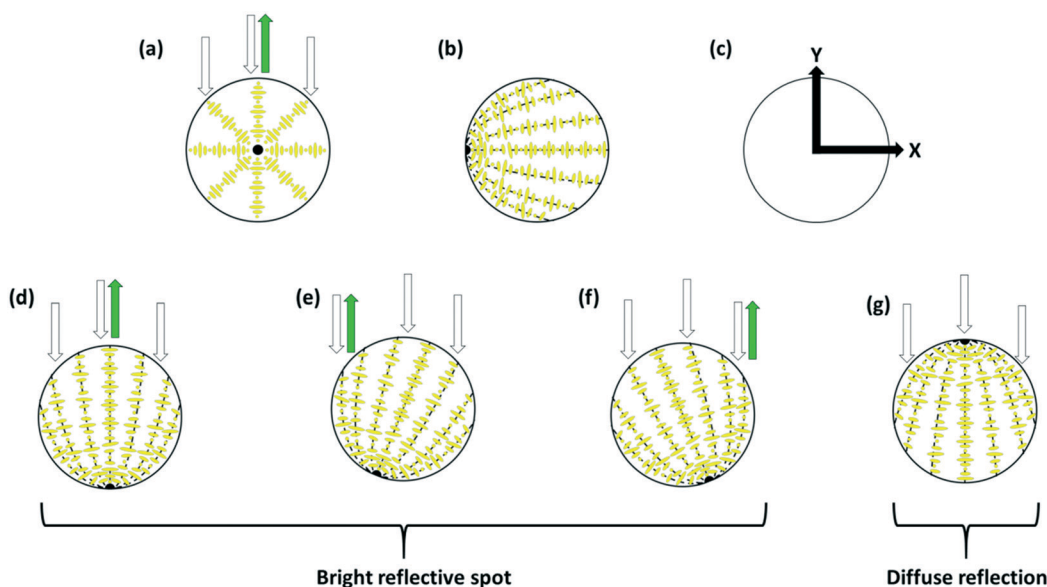 (a)
(b)
(c)
Y
X
(d)
(e)
(f)
(g)
Bright reflective spot
Diffuse reflection